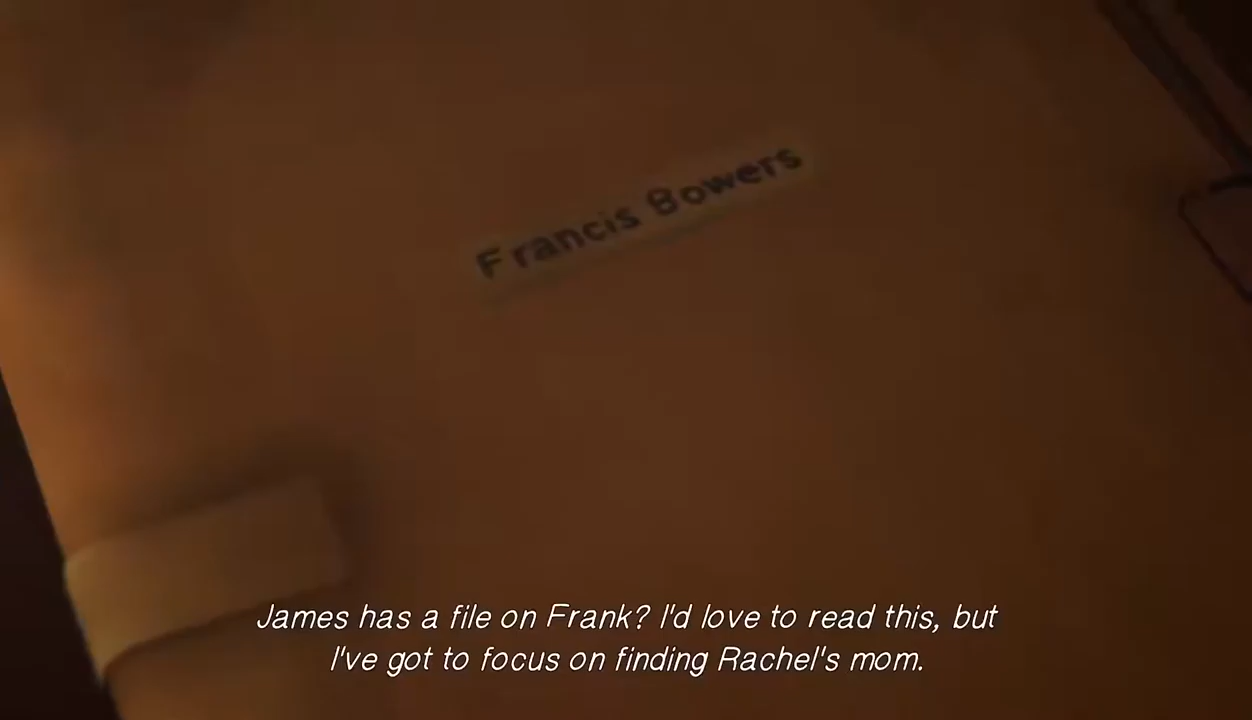 Francis Bowers
James has a file on Frank? I'd love to read this, but
I've got to focus on finding Rachel's mom.